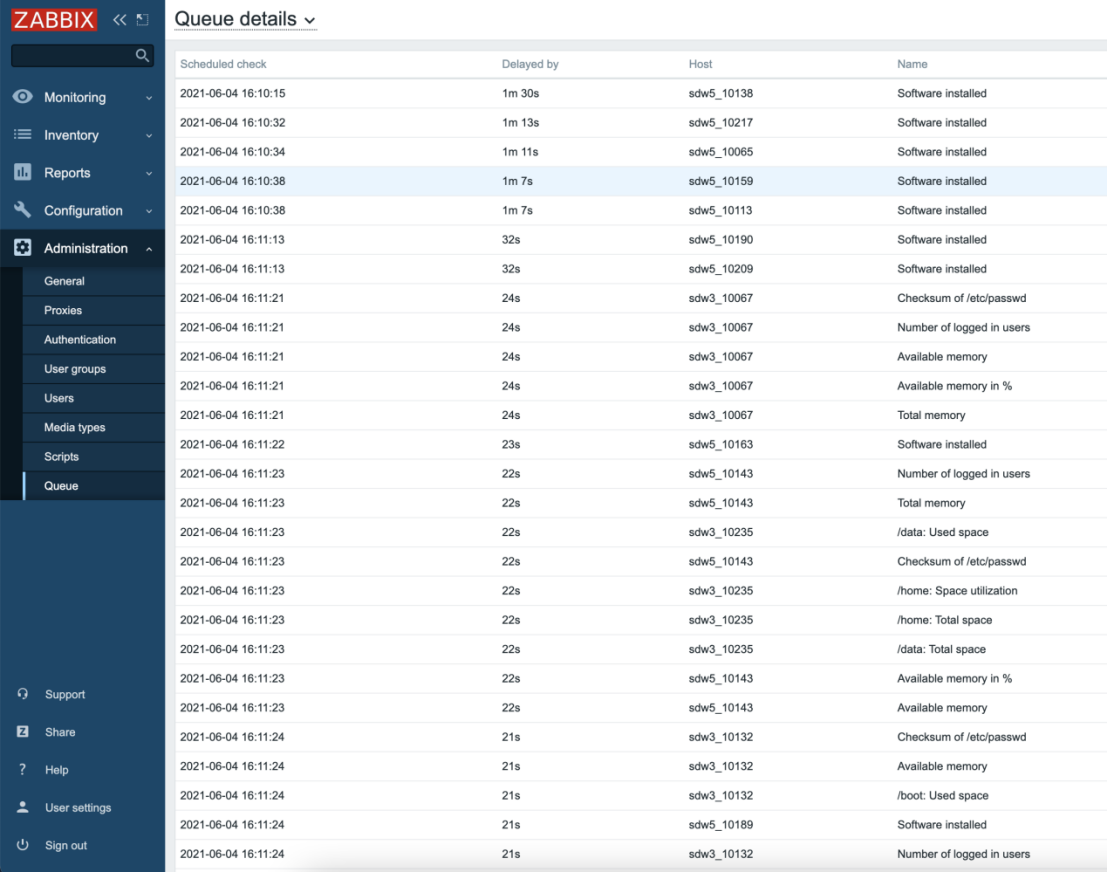 ZABBIX
Queue details
Monitoring
Inventory
Reports
Configuration
Administration
General
Proxies
Authentication
User groups
Users
Media types
Scripts
Queue
Support
Share
Help
User settings
Sign out
Scheduled check Delayed by Host Name
2021-06-04 16:10:15 1m 30s sdw5_10138 Software installed
2021-06-04 16:10:32 1m 13s sdw5_10217 Software installed
2021-06-04 16:10:34 1m 11s sdw5_10065 Software installed
2021-06-04 16:10:38 1m 7s sdw5_10159 Software installed
2021-06-04 16:10:38 1m 7s sdw5_10113 Software installed
2021-06-04 16:11:13 32s sdw5_10190 Software installed
2021-06-04 16:11:13 32s sdw5_10209 Software installed
2021-06-04 16:11:21 24s sdw3_10067 Checksum of /etc/passwd
2021-06-04 16:11:21 24s sdw3_10067 Number of logged in users
2021-06-04 16:11:21 24s sdw3_10067 Available memory
2021-06-04 16:11:21 24s sdw3_10067 Available memory in %
2021-06-04 16:11:21 24s sdw3_10067 Total memory
2021-06-04 16:11:22 23s sdw5_10163 Software installed
2021-06-04 16:11:23 22s sdw5_10143 Number of logged in users
2021-06-04 16:11:23 22s sdw5_10143 Total memory
2021-06-04 16:11:23 22s sdw3_10235 /data: Used space
2021-06-04 16:11:23 22s sdw5_10143 Checksum of /etc/passwd
2021-06-04 16:11:23 22s sdw3_10235 /home: Space utilization
2021-06-04 16:11:23 22s sdw3_10235 /home: Total space
2021-06-04 16:11:23 22s sdw3_10235 /data: Total space
2021-06-04 16:11:23 22s sdw5_10143 Available memory in %
2021-06-04 16:11:23 22s sdw5_10143 Available memory
2021-06-04 16:11:24 21s sdw3_10132 Checksum of /etc/passwd
2021-06-04 16:11:24 21s sdw3_10132 Available memory
2021-06-04 16:11:24 21s sdw3_10132 /boot: Used space
2021-06-04 16:11:24 21s sdw5_10189 Software installed
2021-06-04 16:11:24 21s sdw3_10132 Number of logged in users